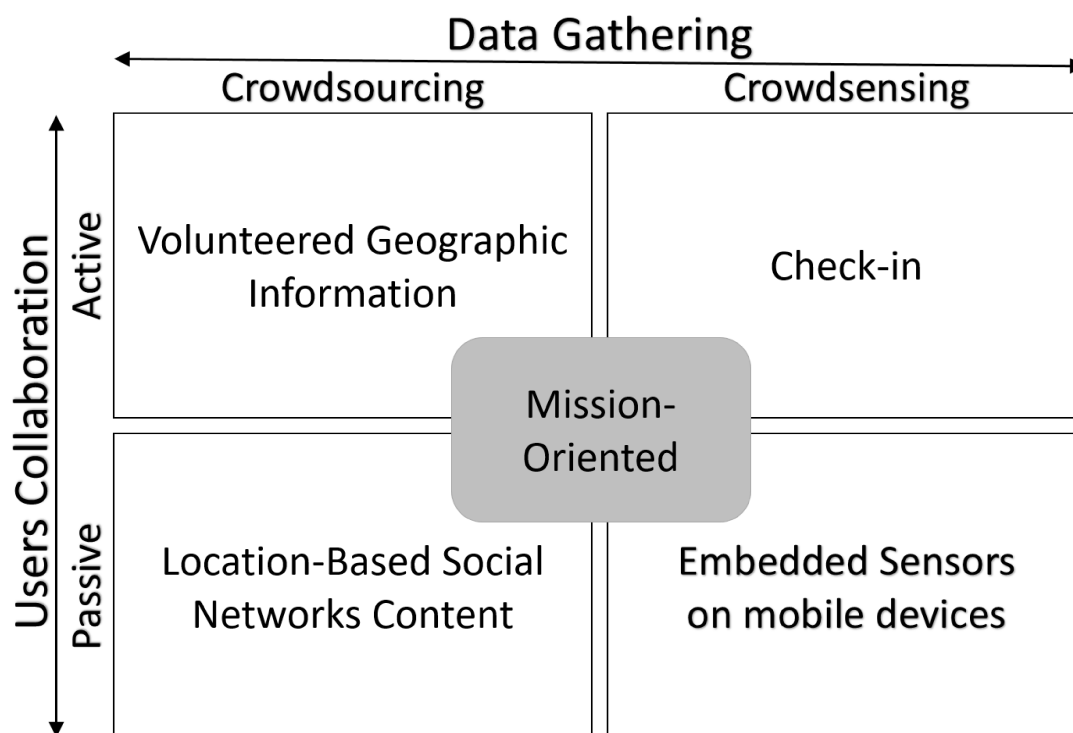 Data Gathering
Crowdsourcing
Crowdsensing
Users Collaboration
Active
Volunteered Geographic
Information
Check-in
Mission-
Oriented
Passive
Location-Based Social
Networks Content
Embedded Sensors
on mobile devices